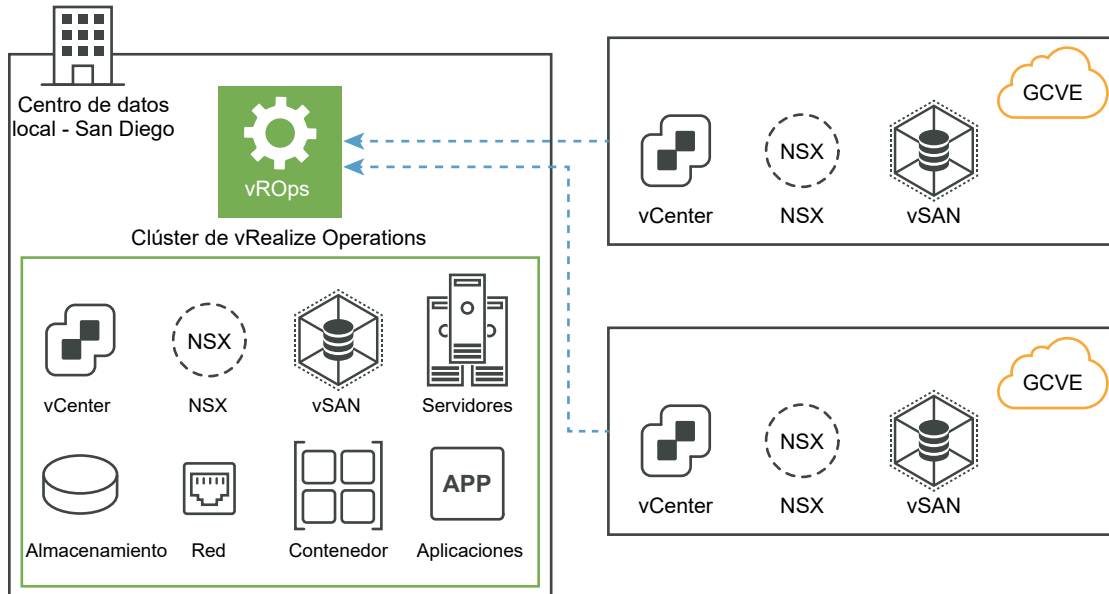 Centro de datos
local - San Diego
vROps
Clúster de vRealize Operations
NSX
vCenter
NSX
vSAN
Servidores
APP
Almacenamiento
Red
Contenedor
Aplicaciones
GCVE
NSX
vCenter
NSX
vSAN
GCVE
NSX
vCenter
NSX
vSAN